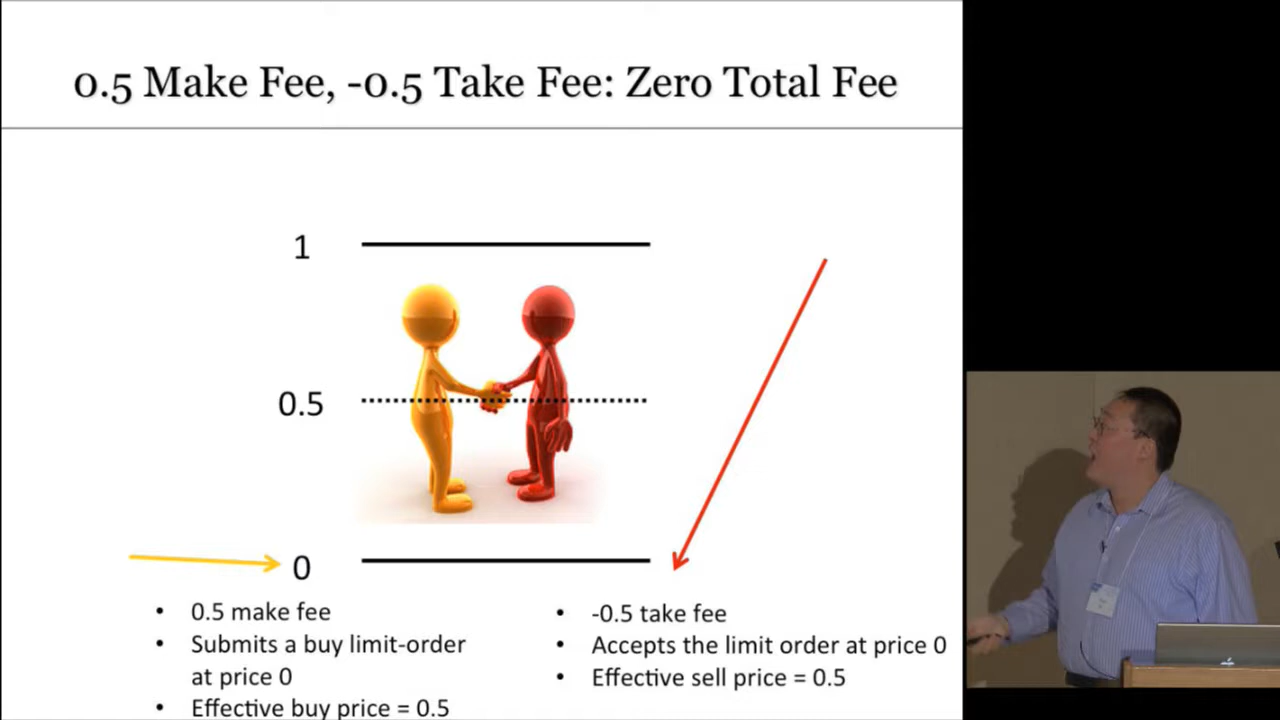 0.5 Make Fee, -0.5 Take Fee: Zero Total Fee
1
0.5
0
• 0.5 make fee
• Submits a buy limit-order
at price 0
• Effective buy price = 0.5
• -0.5 take fee
• Accepts the limit order at price 0
• Effective sell price = 0.5